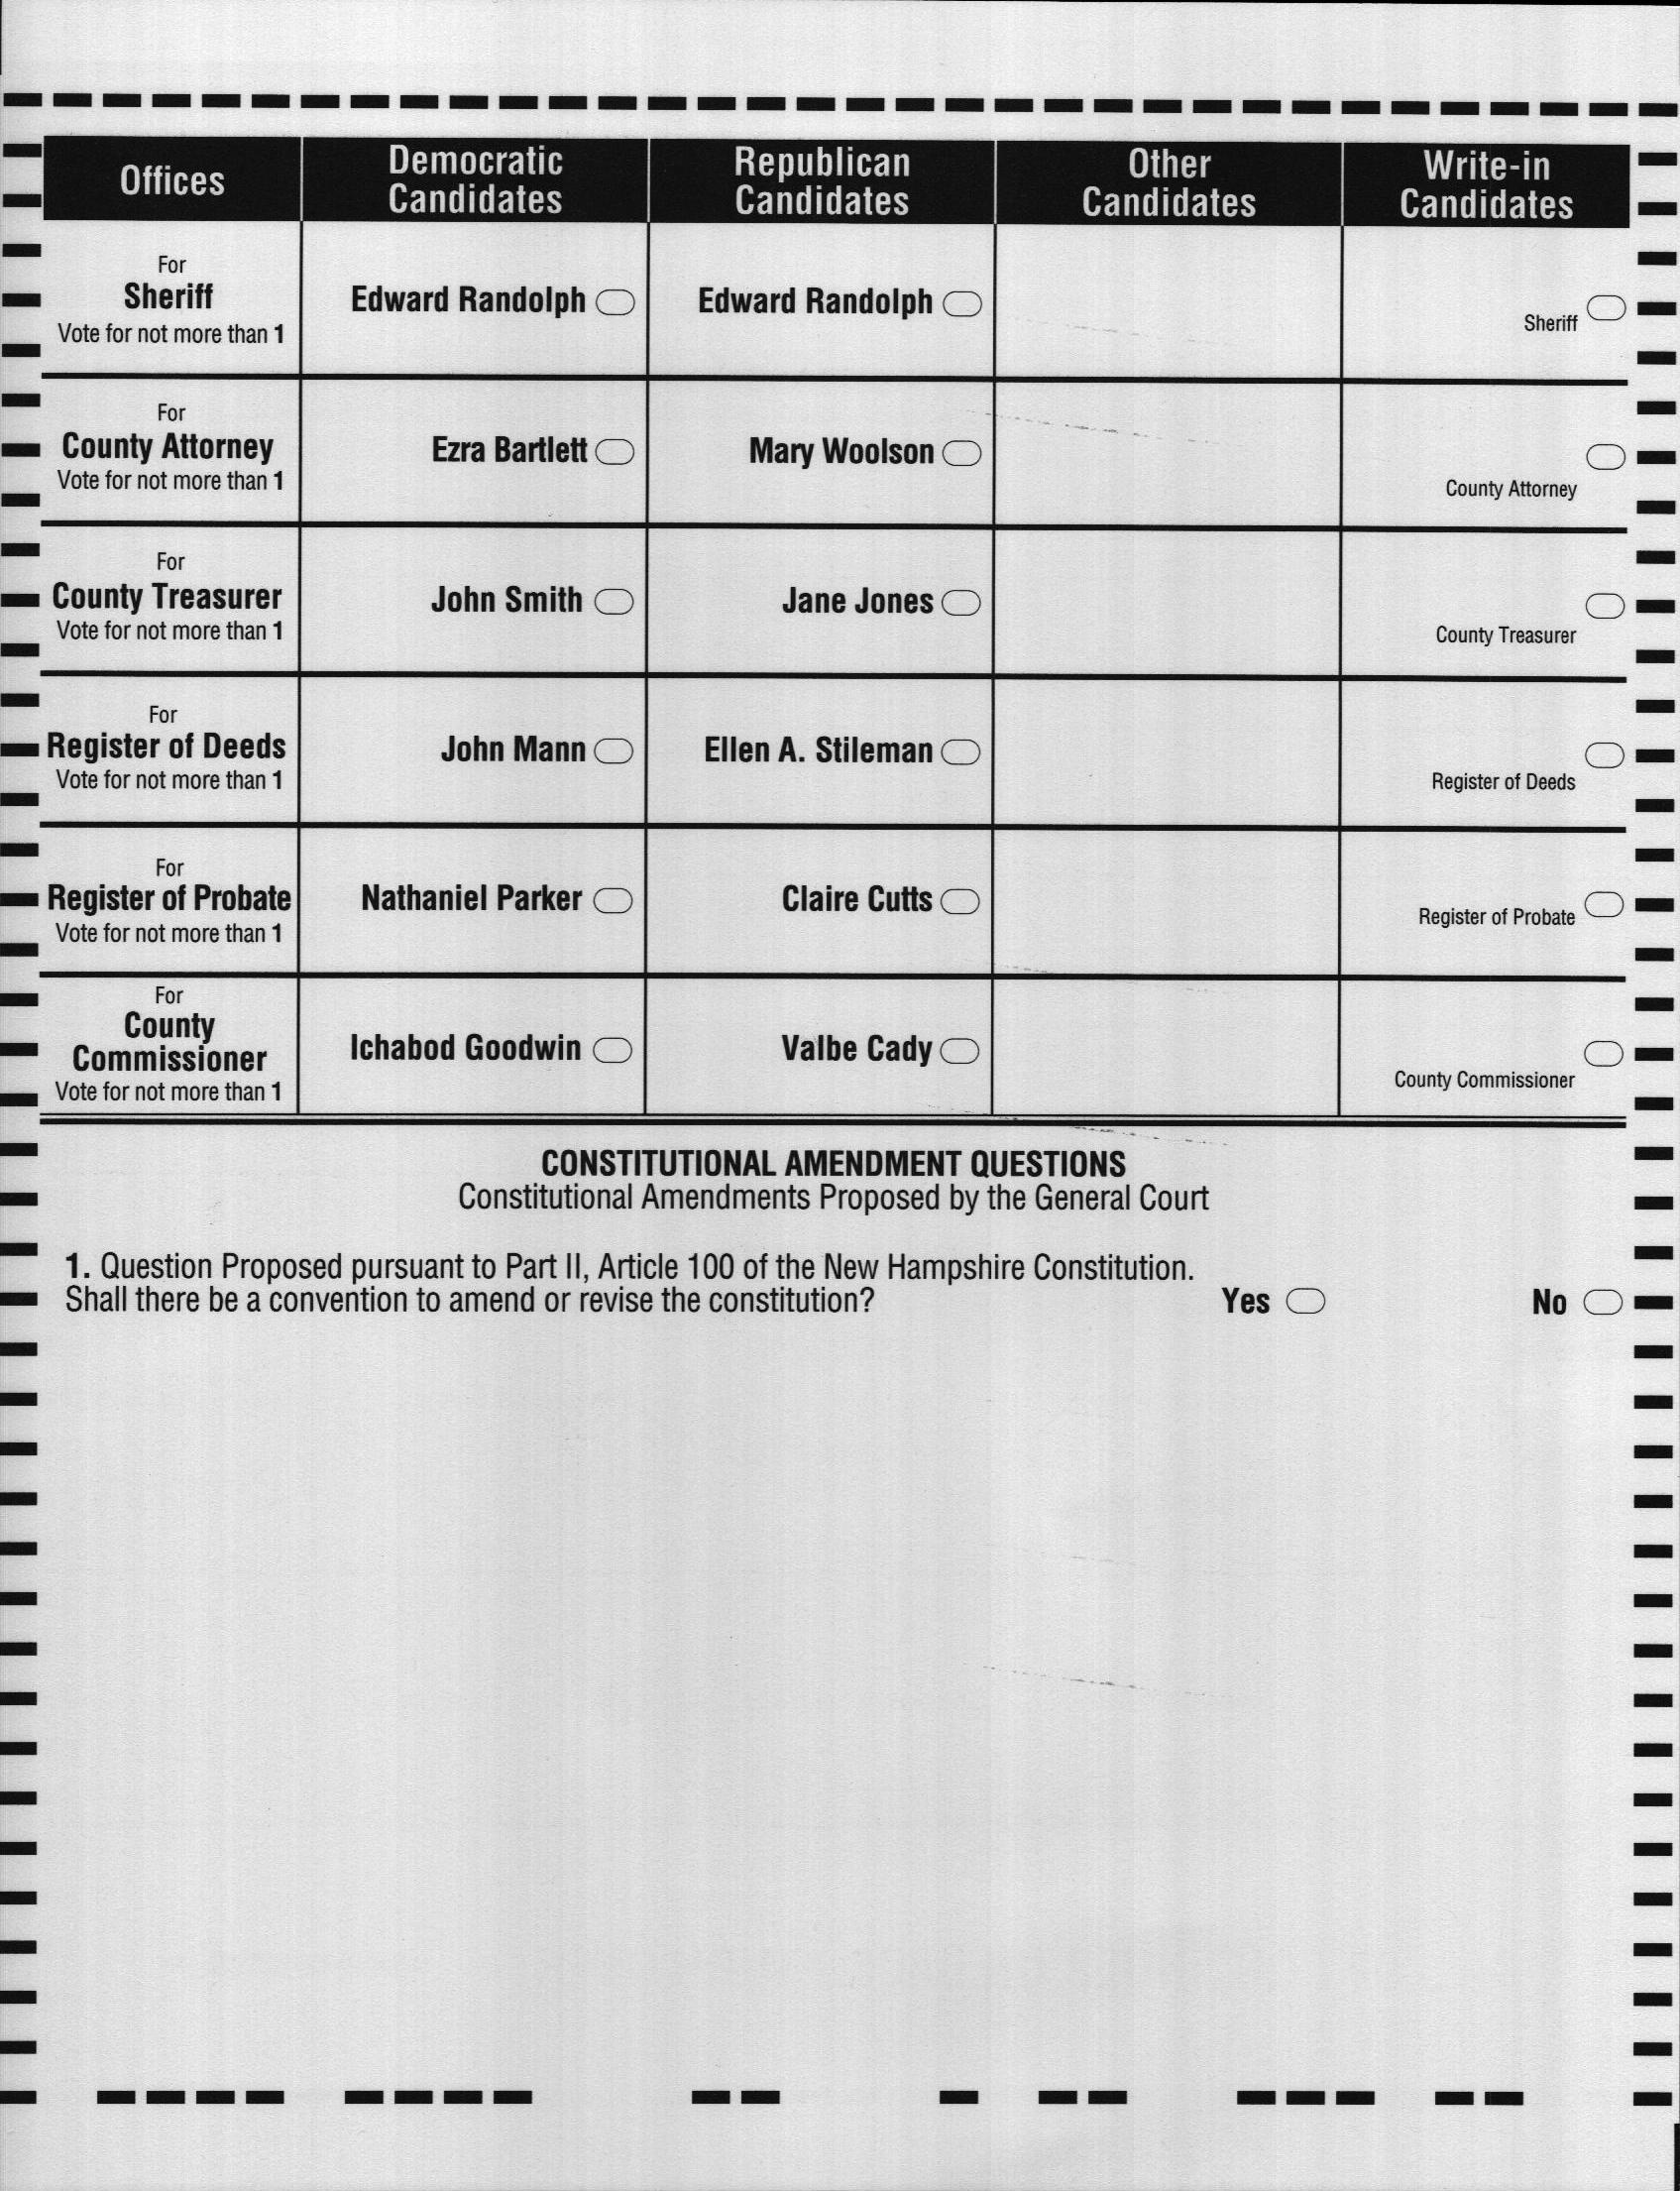 Offices
Democratic
Candidates
Republican
Candidates
Other
Candidates
Write-in
Candidates
For
Sheriff
Vote for not more than 1
Edward Randolph
Edward Randolph
Sheriff
For
County Attorney
Vote for not more than 1
Ezra Bartlett
Mary Woolson
County Attorney
For
County Treasurer
Vote for not more than 1
John Smith
Jane Jones
County Treasurer
For
Register of Deeds
Vote for not more than 1
John Mann
Ellen A. Stileman
Register of Deeds
For
Register of Probate
Vote for not more than 1
Nathaniel Parker
Claire Cutts
Register of Probate
For
County
Commissioner
Vote for not more than 1
Ichabod Goodwin
Valbe Cady
County Commissioner
CONSTITUTIONAL AMENDMENT QUESTIONS
Constitutional Amendments Proposed by the General Court
1. Question Proposed pursuant to Part II, Article 100 of the New Hampshire Constitution.
Shall there be a convention to amend or revise the constitution? Yes No